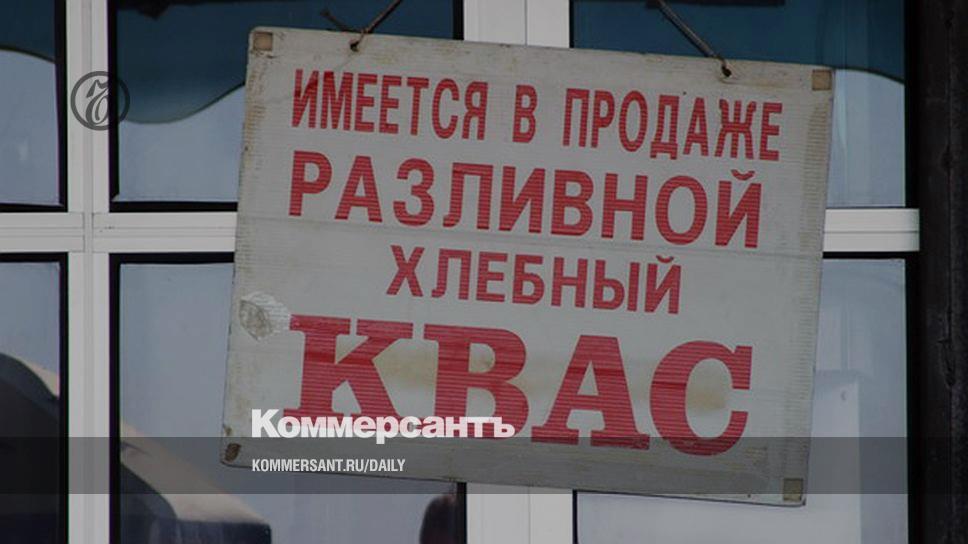 ИМЕЕТСЯ В ПРОДАЖЕ
РАЗЛИВНОЙ
ХЛЕБНЫЙ
КВАС
Коммерсантъ
KOMMERSANT.RU/DAILY